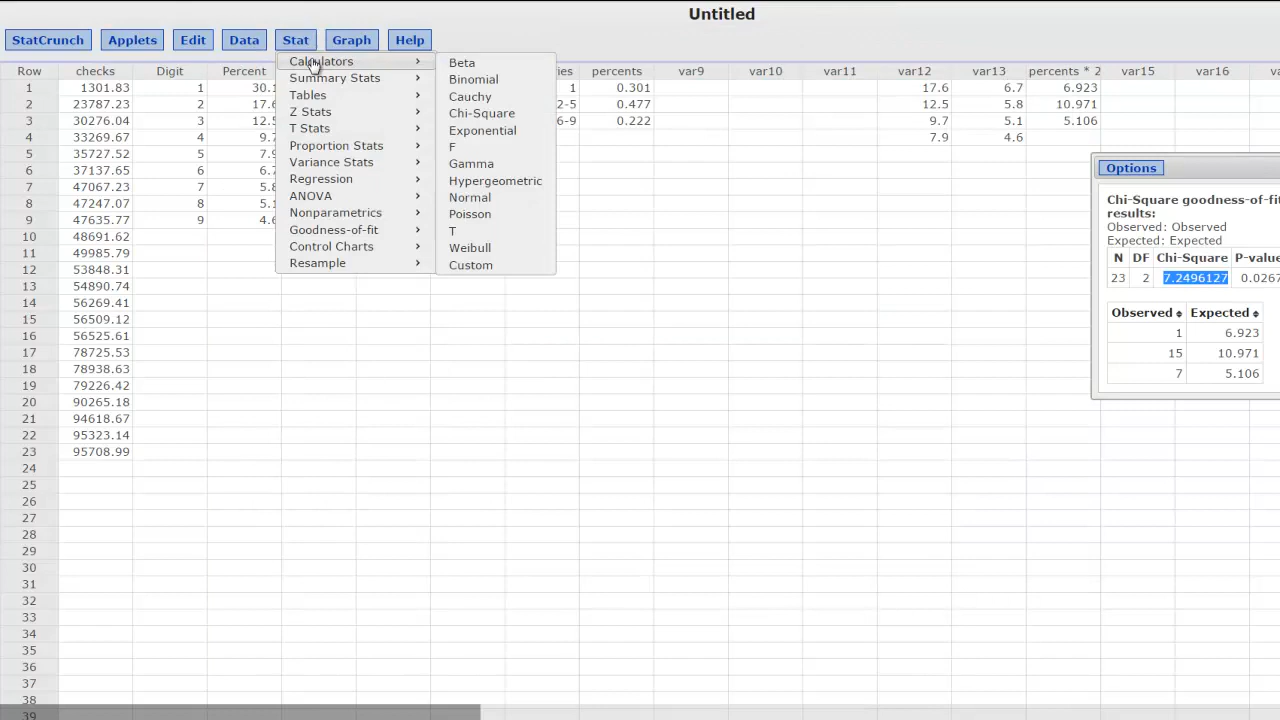 Untitled
StatCrunch Applets Edit Data Stat Graph Help
Row checks Digit Percent percents var9 var10 var11 var12 var13 percents * 2 var15 var16
1 1301.83 1 1 0.301 17.6 6.7 6.923
2 23787.23 2 2-5 0.477 12.5 5.8 10.971
3 30276.04 3 6-9 0.222 9.7 5.1 5.106
4 33269.67 4 7.9 4.6
5 35727.52 5
6 37137.65 6
7 47067.23 7
8 47247.07 8
9 47635.77 9
10 48691.62
11 49985.79
12 53848.31
13 54890.74
14 56269.41
15 56509.12
16 56525.61
17 78725.53
18 78938.63
19 79226.42
20 90265.18
21 94618.67
22 95323.14
23 95708.99
24
25
26
27
28
29
30
31
32
33
34
35
36
37
38
39
Calculators
Summary Stats
Tables
Z Stats
T Stats
Proportion Stats
Variance Stats
Regression
ANOVA
Nonparametrics
Goodness-of-fit
Control Charts
Resample
Beta
Binomial
Cauchy
Chi-Square
Exponential
F
Gamma
Hypergeometric
Normal
Poisson
T
Weibull
Custom
Options
Chi-Square goodness-of-fit
results:
Observed: Observed
Expected: Expected
N DF Chi-Square P-value
23 2 7.2496127 0.0267
Observed Expected
1 6.923
15 10.971
7 5.106